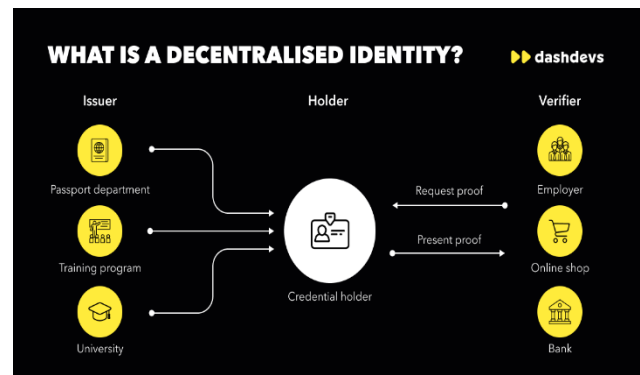 WHAT IS A DECENTRALISED IDENTITY?
dashdevs
Issuer
Holder
Verifier
Passport department
Request proof
Employer
Training program
Present proof
Online shop
Credential holder
University
Bank